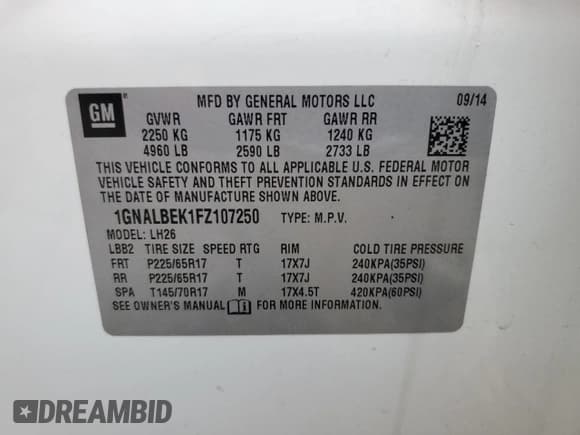 GM
MFD BY GENERAL MOTORS LLC 09/14
GVWR GAWR FRT GAWR RR
2250 KG 1175 KG 1240 KG
4960 LB 2590 LB 2733 LB
THIS VEHICLE CONFORMS TO ALL APPLICABLE U.S. FEDERAL MOTOR
VEHICLE SAFETY AND THEFT PREVENTION STANDARDS IN EFFECT ON
THE DATE OF MANUFACTURE SHOWN ABOVE.
1GNALBEK1FZ107250 TYPE: M.P.V.
MODEL: LH26
LBB2 TIRE SIZE SPEED RTG RIM COLD TIRE PRESSURE
FRT P225/65R17 T 17X7J 240KPA(35PSI)
RR P225/65R17 T 17X7J 240KPA(35PSI)
SPA T145/70R17 M 17X4.5T 420KPA(60PSI)
SEE OWNER'S MANUAL FOR MORE INFORMATION.
DREAMBID